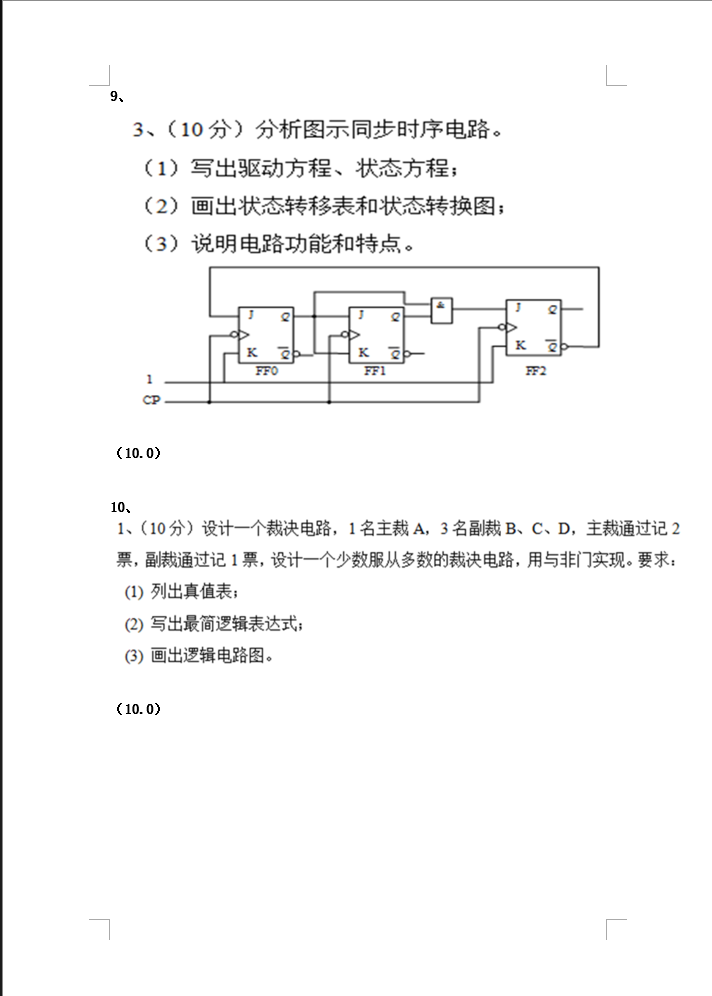 9、
3、（10 分）分析图示同步时序电路。
（1）写出驱动方程、状态方程；
（2）画出状态转移表和状态转换图；
（3）说明电路功能和特点。
J Q J Q & J Q
K Q̅ K Q̅ K Q̅
FF0 FF1 FF2
1
CP
（10.0）
10、
1、（10 分）设计一个裁决电路，1 名主裁 A，3 名副裁 B、C、D，主裁通过记 2
票，副裁通过记 1 票，设计一个少数服从多数的裁决电路，用与非门实现。要求：
(1) 列出真值表；
(2) 写出最简逻辑表达式；
(3) 画出逻辑电路图。
（10.0）